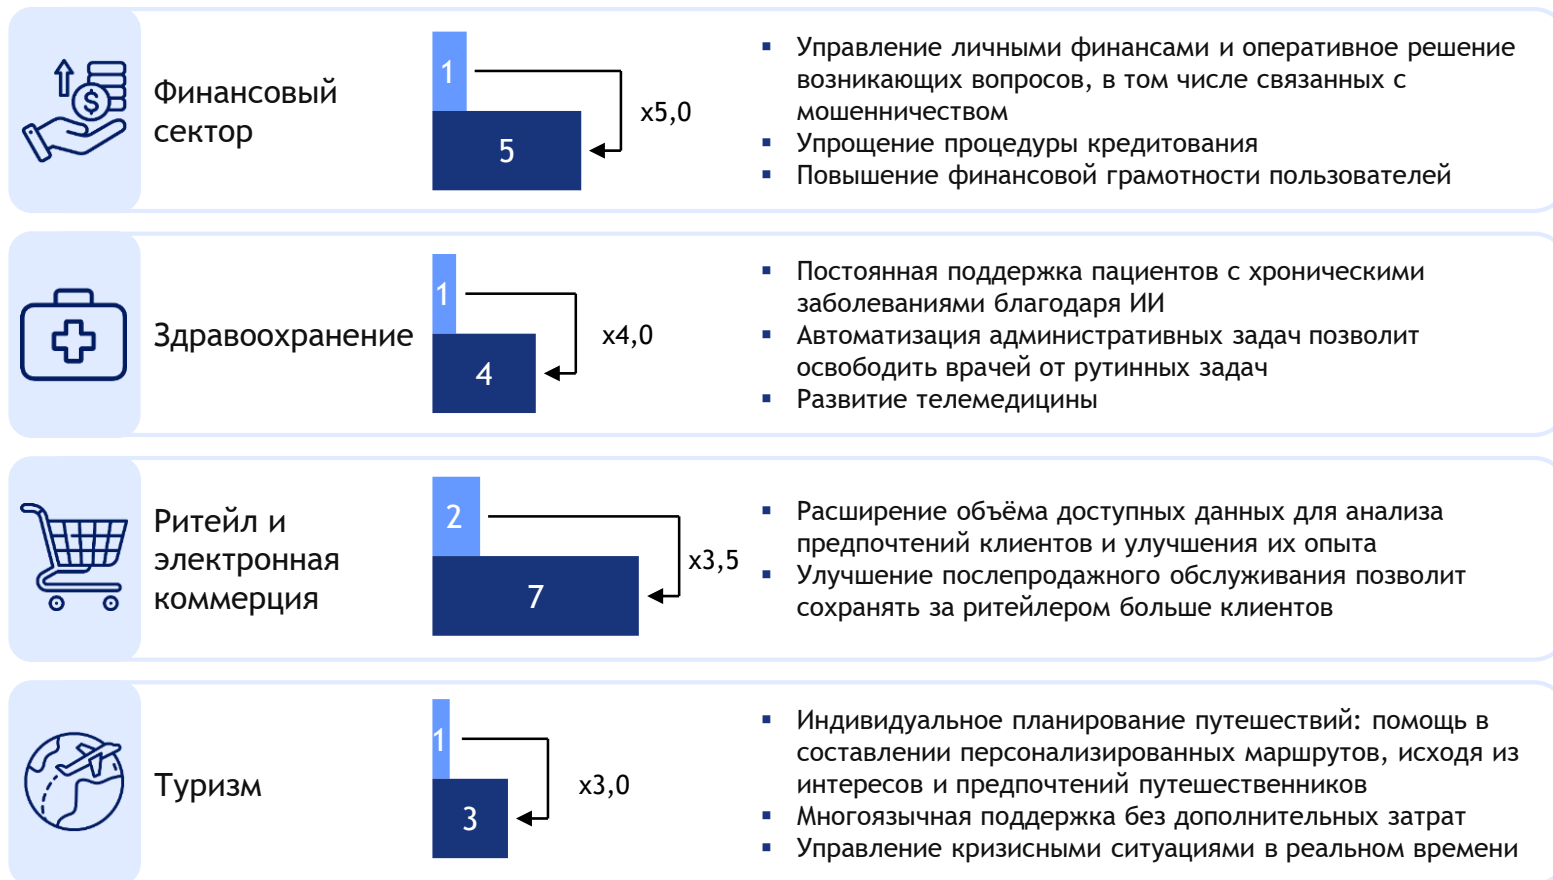 Финансовый
сектор
1
5
x5,0
▪ Управление личными финансами и оперативное решение
возникающих вопросов, в том числе связанных с
мошенничеством
▪ Упрощение процедуры кредитования
▪ Повышение финансовой грамотности пользователей
Здравоохранение
1
4
x4,0
▪ Постоянная поддержка пациентов с хроническими
заболеваниями благодаря ИИ
▪ Автоматизация административных задач позволит
освободить врачей от рутинных задач
▪ Развитие телемедицины
Ритейл и
электронная
коммерция
2
7
x3,5
▪ Расширение объёма доступных данных для анализа
предпочтений клиентов и улучшения их опыта
▪ Улучшение послепродажного обслуживания позволит
сохранять за ритейлером больше клиентов
Туризм
1
3
x3,0
▪ Индивидуальное планирование путешествий: помощь в
составлении персонализированных маршрутов, исходя из
интересов и предпочтений путешественников
▪ Многоязычная поддержка без дополнительных затрат
▪ Управление кризисными ситуациями в реальном времени
$